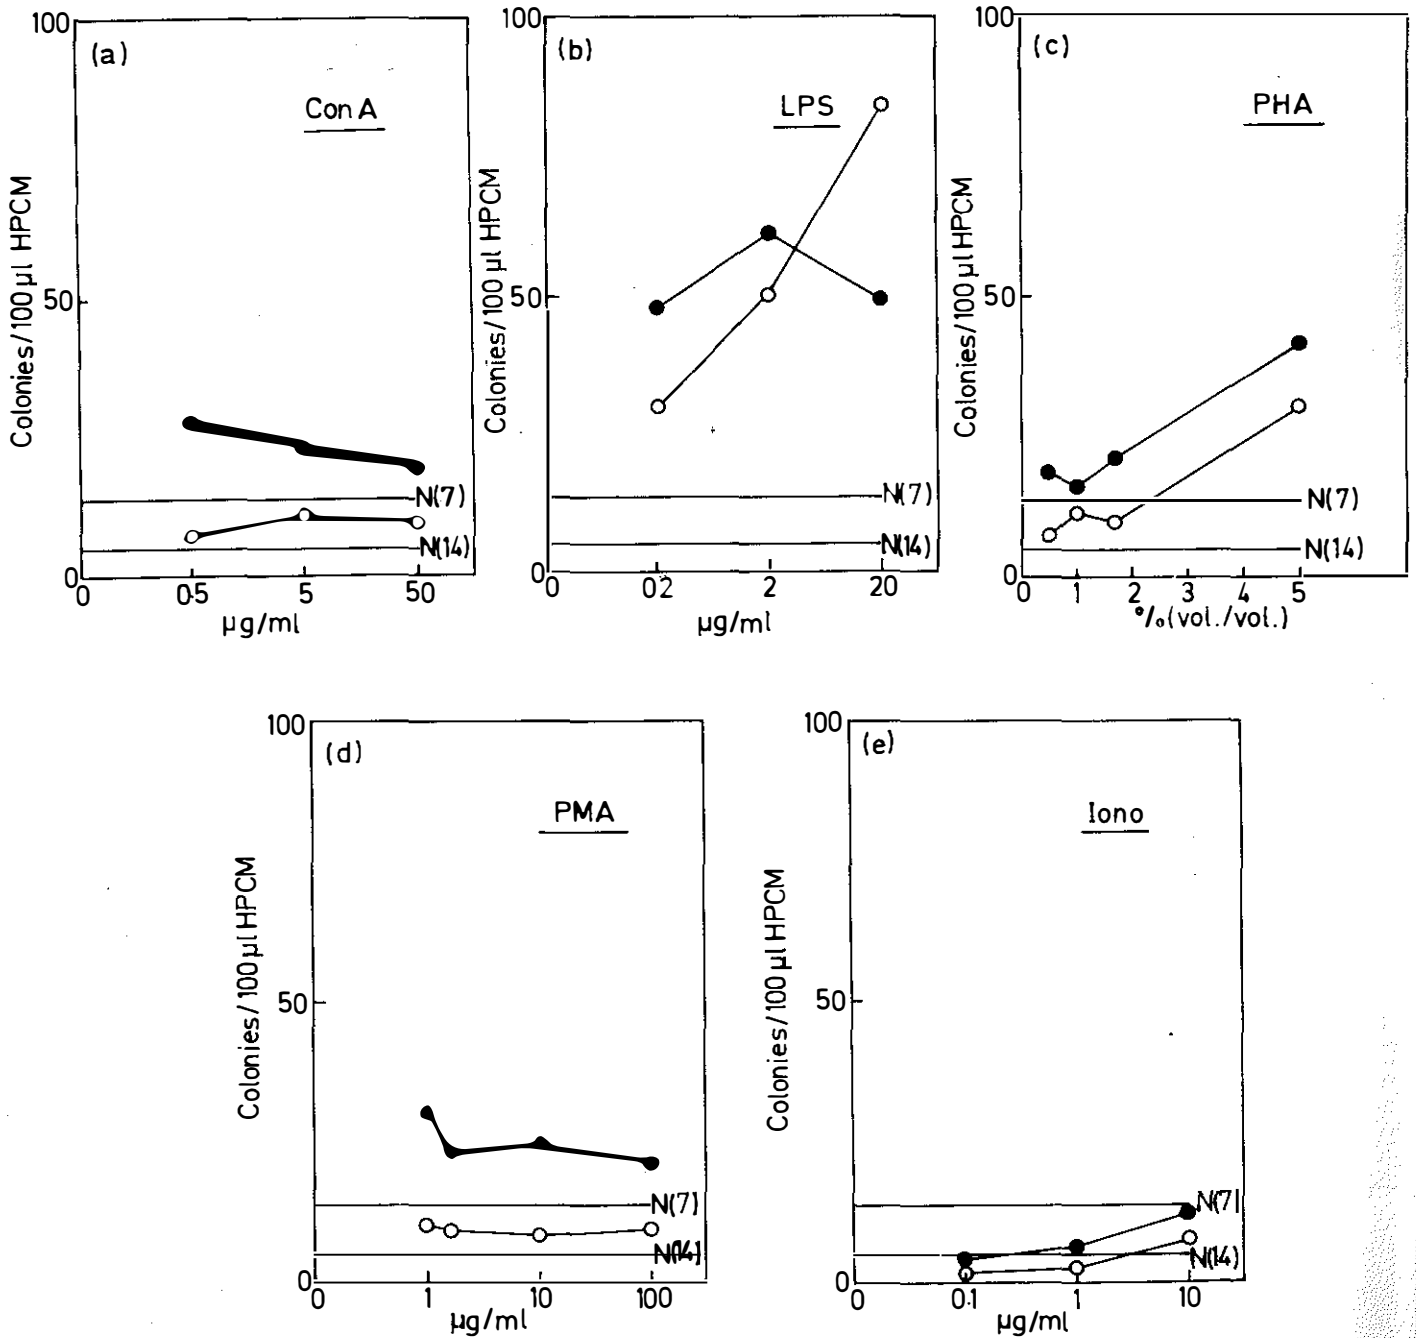 100
(a)
Con A
Colonies/100 µl HPCM
50
N(7)
N(14)
0
0 0·5 5 50
µg/ml
100
(b)
LPS
Colonies/100 µl HPCM
50
N(7)
N(14)
0
0 02 2 20
µg/ml
100
(c)
PHA
Colonies/100 µl HPCM
50
N(7)
N(14)
0
0 1 2 3 4 5
%(vol./vol.)
100
(d)
PMA
Colonies/100 µl HPCM
50
N(7)
N(14)
0
0 1 10 100
µg/ml
100
(e)
Iono
Colonies/100 µl HPCM
50
N(7)
N(14)
0
0 0·1 1 10
µg/ml